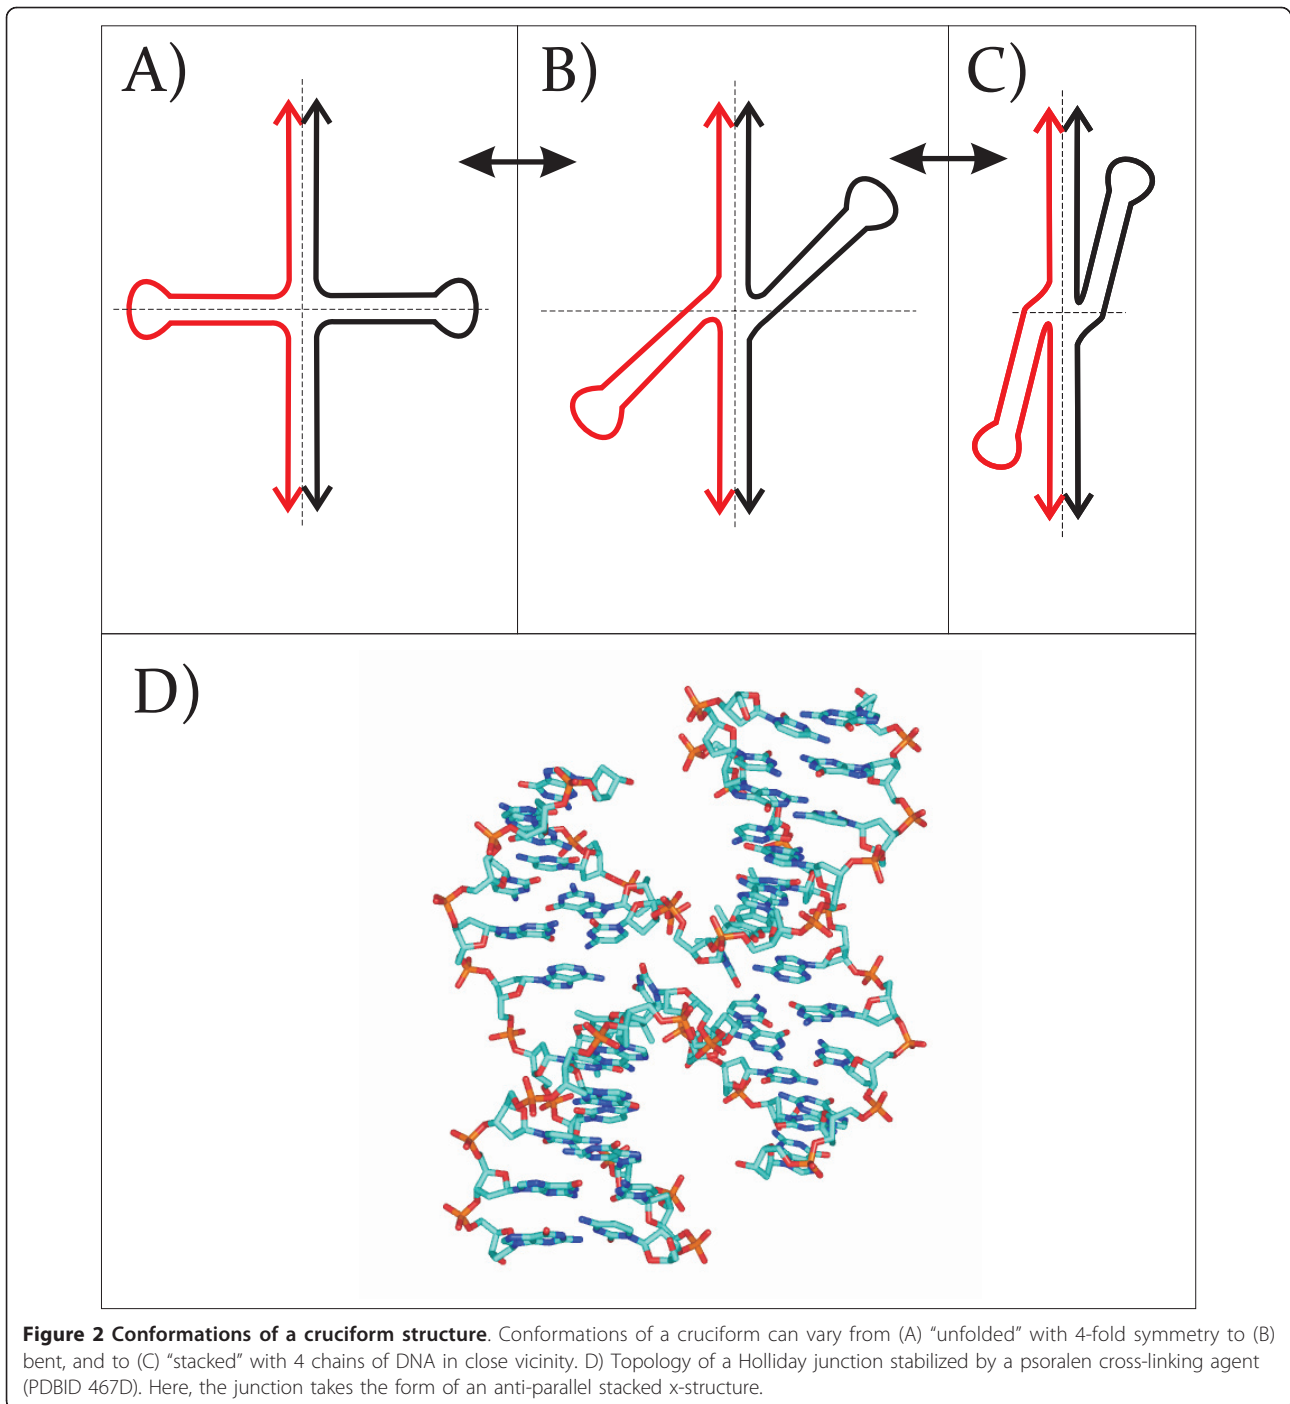 A)
B)
C)
D)
Figure 2 Conformations of a cruciform structure. Conformations of a cruciform can vary from (A) “unfolded” with 4-fold symmetry to (B)
bent, and to (C) “stacked” with 4 chains of DNA in close vicinity. D) Topology of a Holliday junction stabilized by a psoralen cross-linking agent
(PDBID 467D). Here, the junction takes the form of an anti-parallel stacked x-structure.